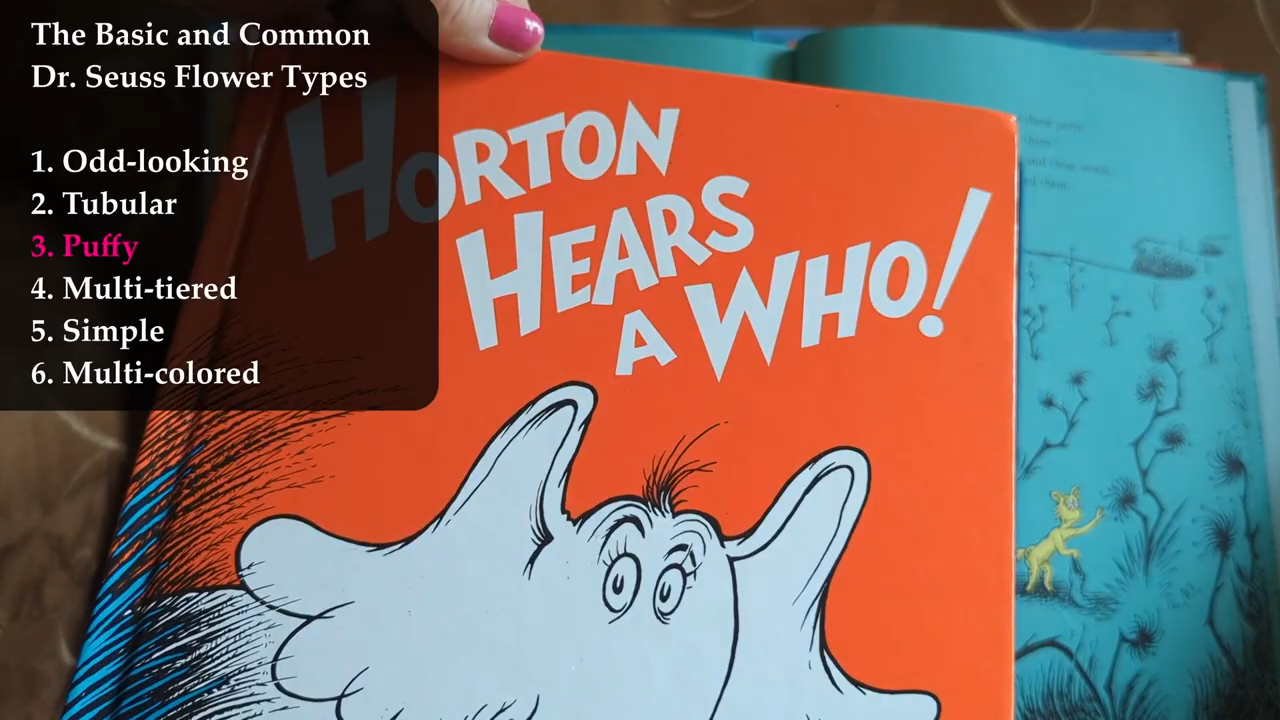 The Basic and Common
Dr. Seuss Flower Types
1. Odd-looking
2. Tubular
3. Puffy
4. Multi-tiered
5. Simple
6. Multi-colored
HORTON
HEARS
A WHO!